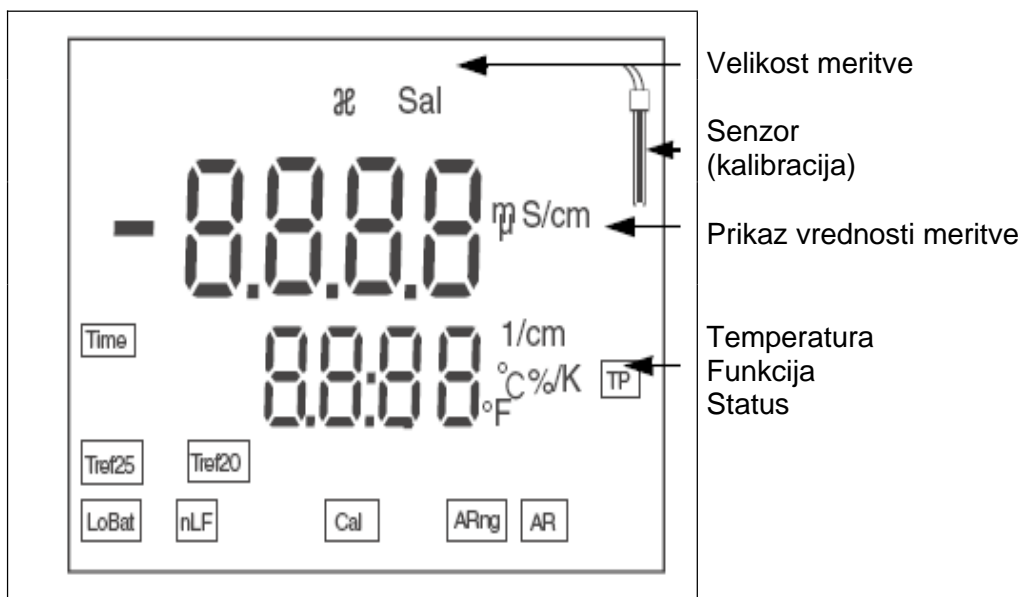 Velikost meritve
æ Sal
Senzor
(kalibracija)
-8.8.8.8 m µ S/cm
Prikaz vrednosti meritve
Time
8.8:8.8 1/cm
°C%/K
°F
TP
Temperatura
Funkcija
Status
Tref25 Tref20
LoBat nLF Cal ARng AR